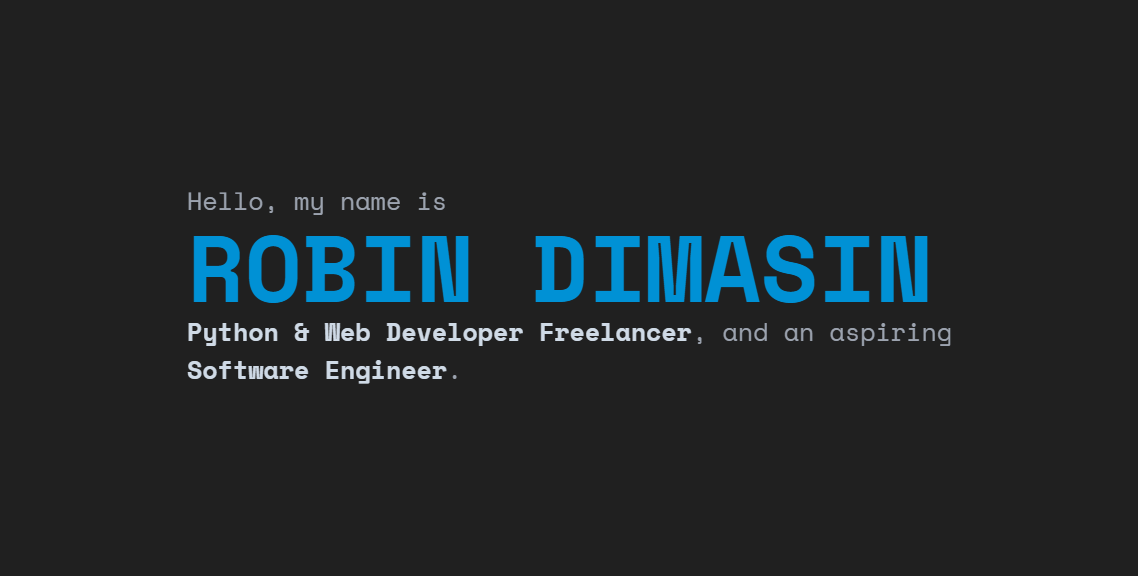 Hello, my name is
ROBIN DIMASIN
Python & Web Developer Freelancer, and an aspiring
Software Engineer.